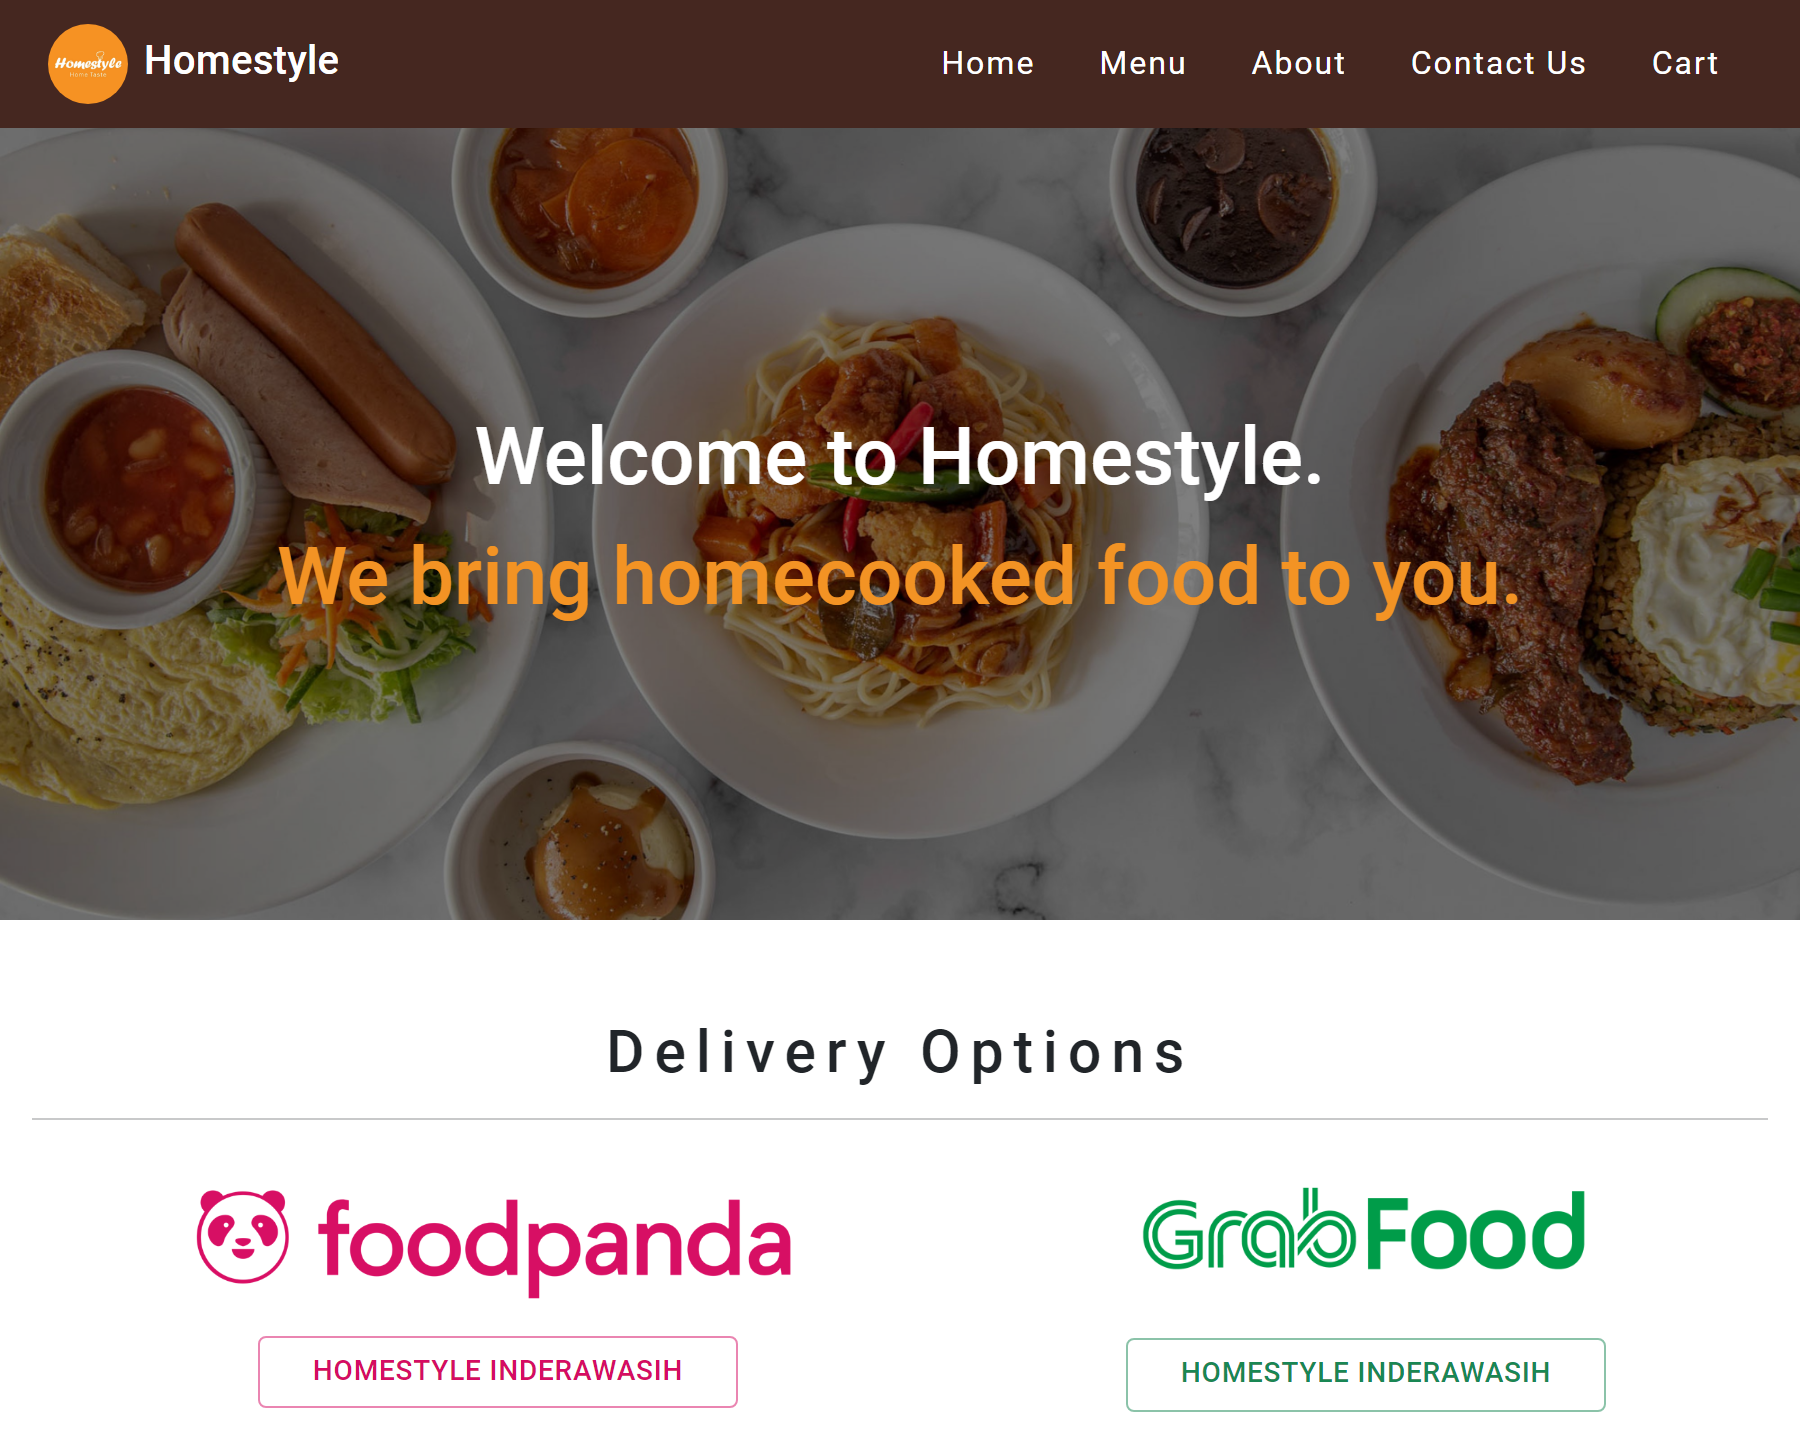 Homestyle
Home Taste
Homestyle
Home
Menu
About
Contact Us
Cart
Welcome to Homestyle.
We bring homecooked food to you.
Delivery Options
foodpanda
GrabFood
HOMESTYLE INDERAWASIH
HOMESTYLE INDERAWASIH